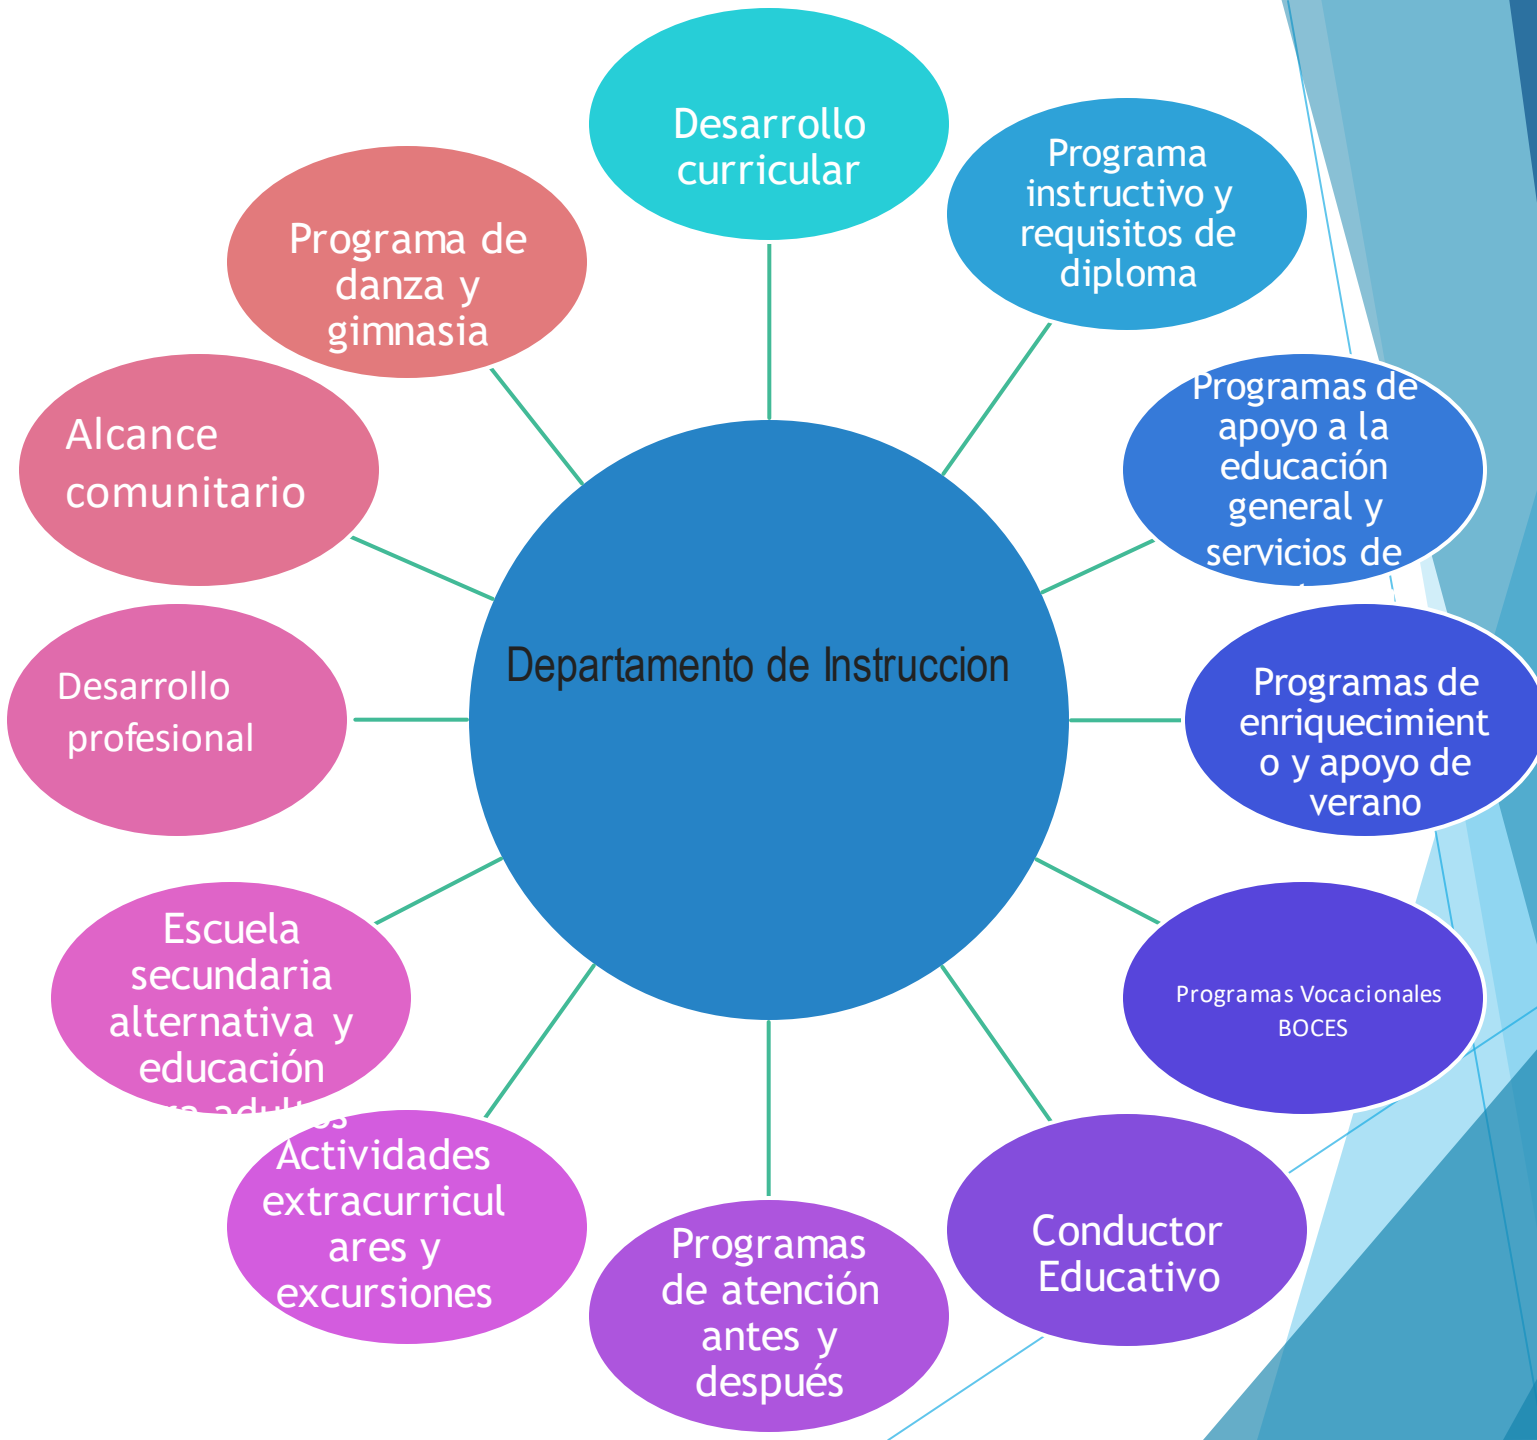 Desarrollo
curricular
Programa
instructivo y
requisitos de
diploma
Programas de
apoyo a la
educación
general y
servicios de
Programas de
enriquecimient
o y apoyo de
verano
Programas Vocacionales
BOCES
Conductor
Educativo
Programas
de atención
antes y
después
Actividades
extracurricul
ares y
excursiones
Escuela
secundaria
alternativa y
educación
adultos
Desarrollo
profesional
Alcance
comunitario
Programa de
danza y
gimnasia
Departamento de Instruccion